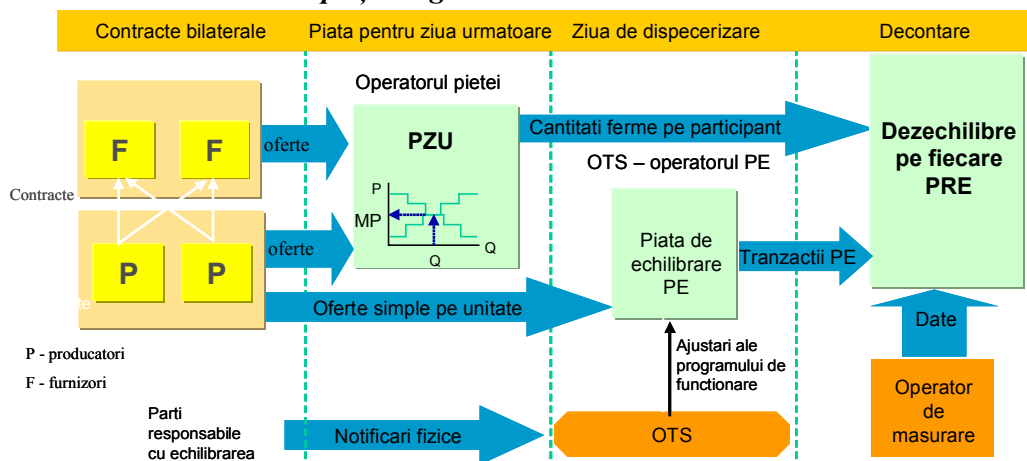 Contracte bilaterale
Piata pentru ziua urmatoare
Ziua de dispecerizare
Decontare
Operatorul pietei
F
F
oferte
PZU
P
MP
Q
Q
Cantitati ferme pe participant
OTS – operatorul PE
Dezechilibre
pe fiecare
PRE
Contracte
P
P
oferte
Piata de
echilibrare
PE
Tranzactii PE
te
Oferte simple pe unitate
Date
P - producatori
F - furnizori
Ajustari ale
programului de
functionare
Parti
responsabile
cu echilibrarea
Notificari fizice
OTS
Operator
de
masurare